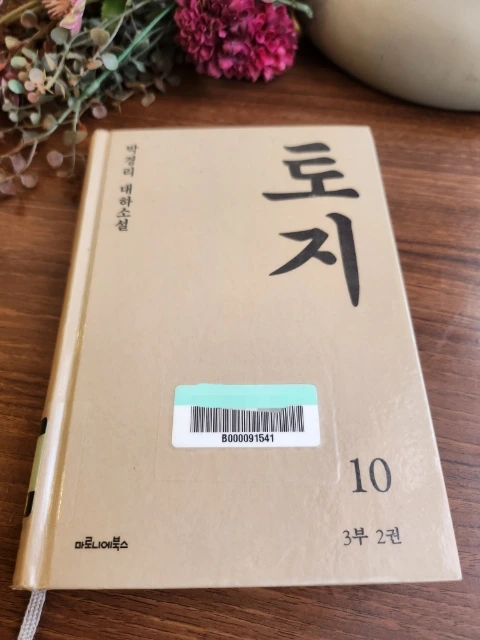 박경리 대하소설
토지
B000091541
10
3부 2권
마로니에북스